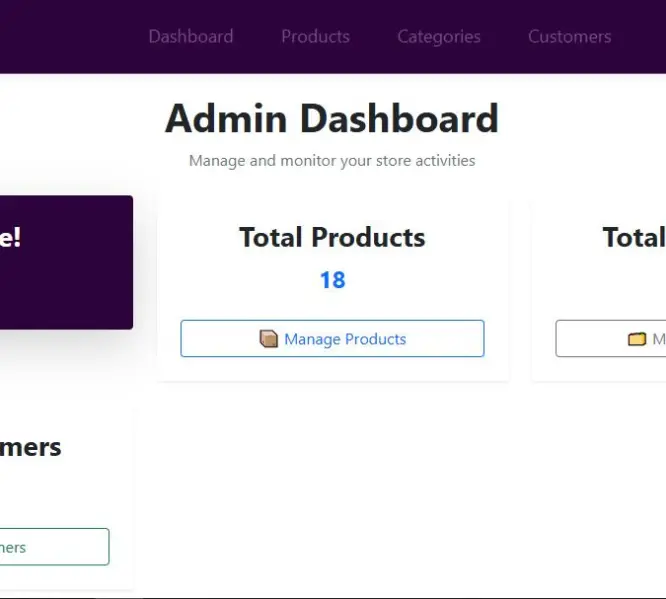 Dashboard Products Categories Customers
Admin Dashboard
Manage and monitor your store activities
e!
Total Products
18
Manage Products
Total
M
mers
ners